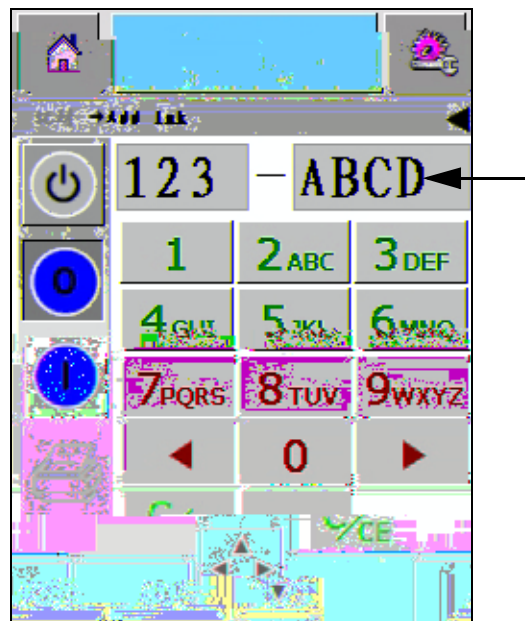 →Add Ink
123 - ABCD
1 2ABC 3DEF
4GHI 5JKL 6MNO
7PQRS 8TUV 9WXYZ
0
C/CE